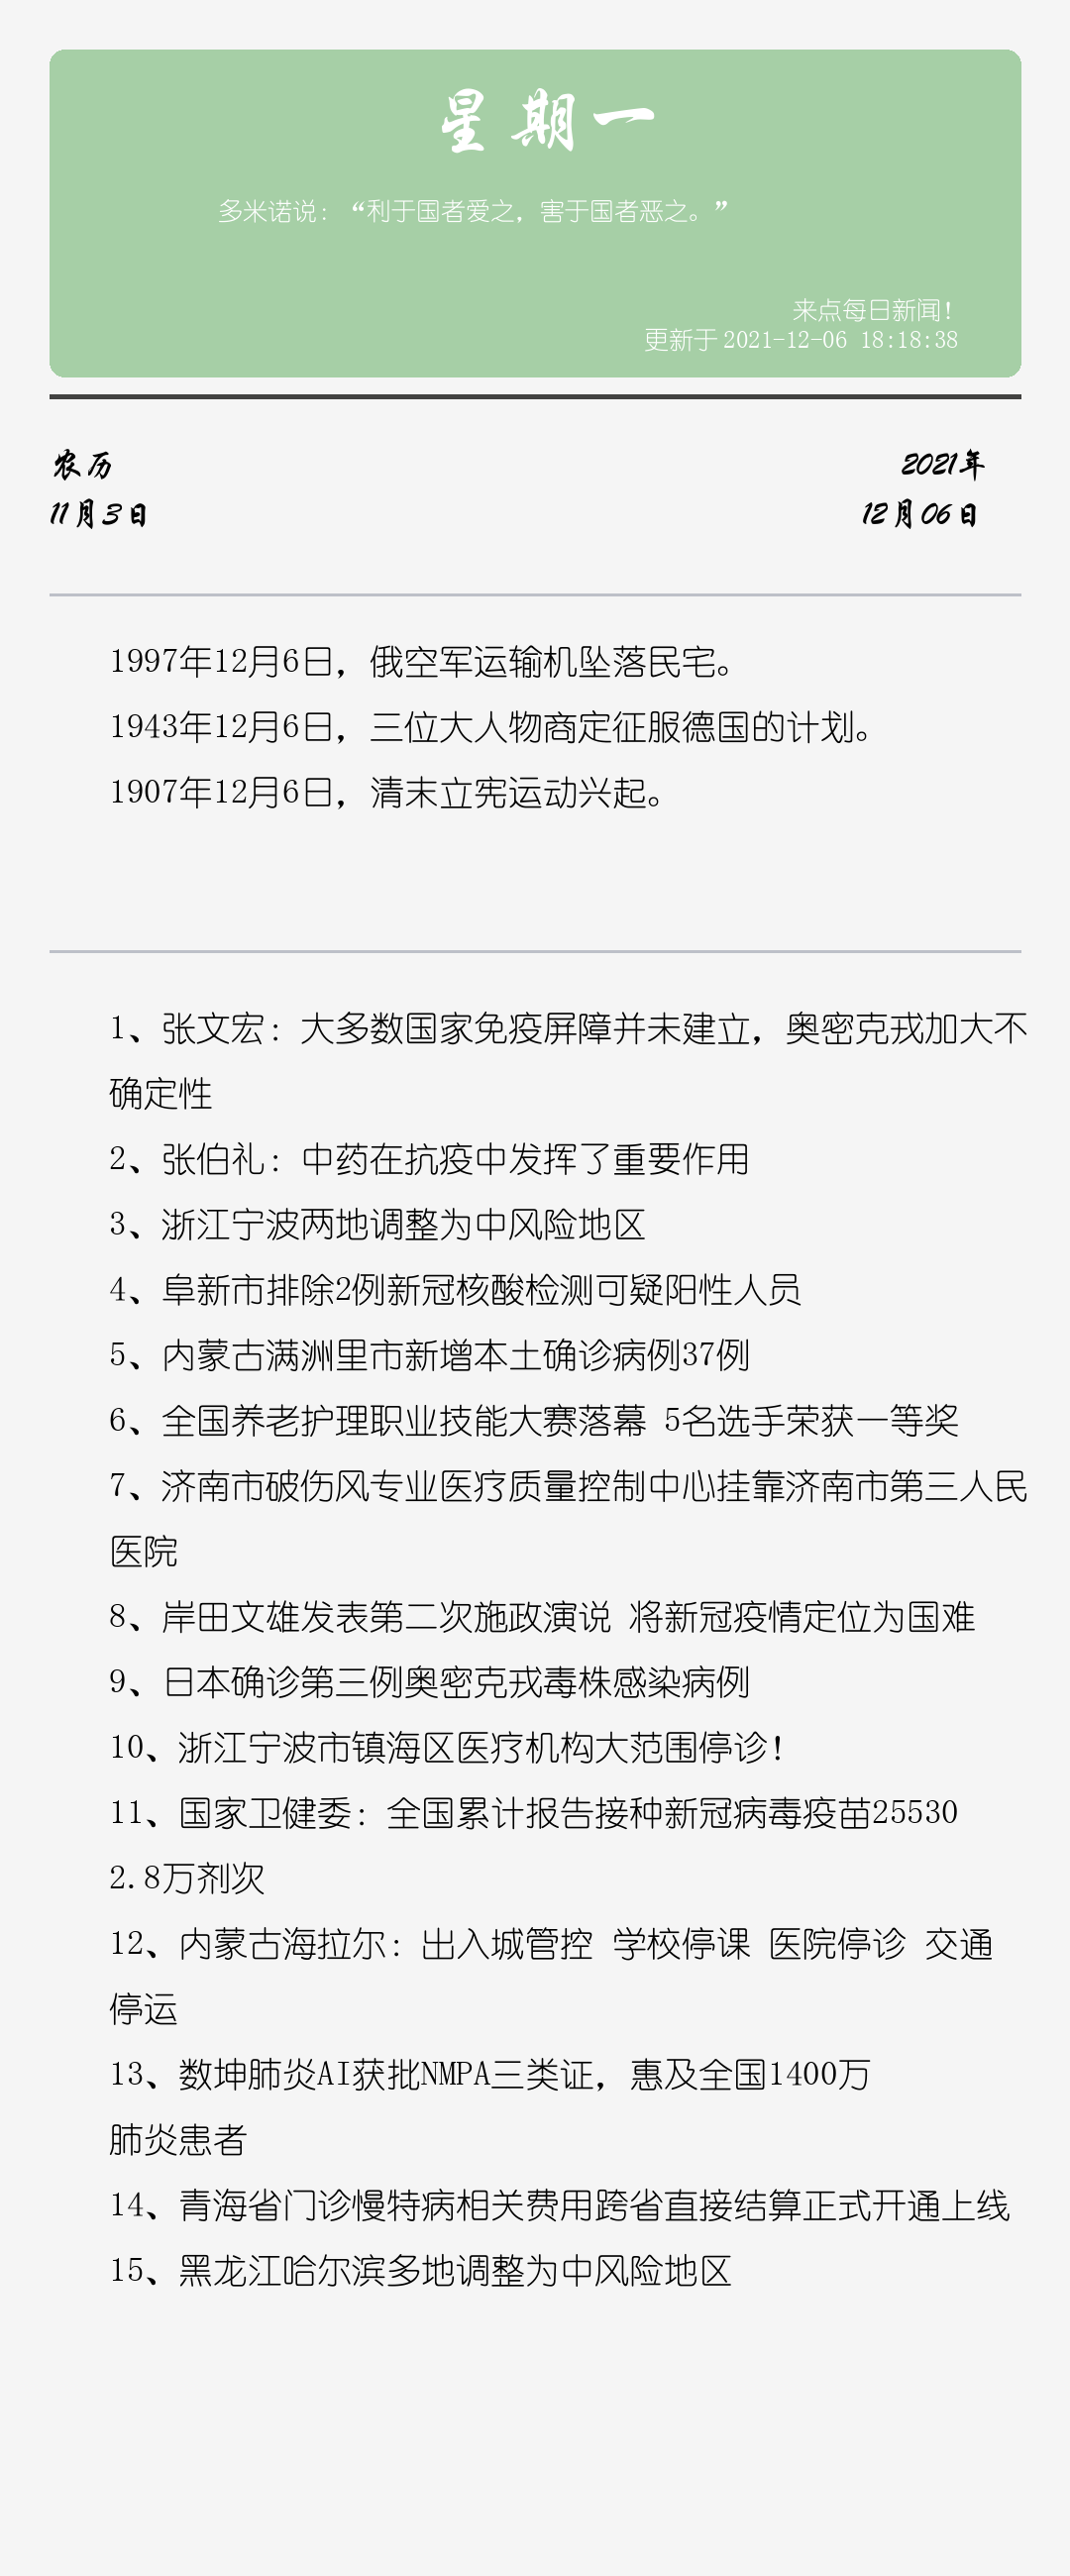 星期一
多米诺说：“利于国者爱之，害于国者恶之。”
来点每日新闻！
更新于 2021-12-06 18:18:38
农历
2021年
11月3日
12月06日
1997年12月6日，俄空军运输机坠落民宅。
1943年12月6日，三位大人物商定征服德国的计划。
1907年12月6日，清末立宪运动兴起。
1、张文宏：大多数国家免疫屏障并未建立，奥密克戎加大不
确定性
2、张伯礼：中药在抗疫中发挥了重要作用
3、浙江宁波两地调整为中风险地区
4、阜新市排除2例新冠核酸检测可疑阳性人员
5、内蒙古满洲里市新增本土确诊病例37例
6、全国养老护理职业技能大赛落幕 5名选手荣获一等奖
7、济南市破伤风专业医疗质量控制中心挂靠济南市第三人民
医院
8、岸田文雄发表第二次施政演说 将新冠疫情定位为国难
9、日本确诊第三例奥密克戎毒株感染病例
10、浙江宁波市镇海区医疗机构大范围停诊！
11、国家卫健委：全国累计报告接种新冠病毒疫苗25530
2.8万剂次
12、内蒙古海拉尔：出入城管控 学校停课 医院停诊 交通
停运
13、数坤肺炎AI获批NMPA三类证，惠及全国1400万
肺炎患者
14、青海省门诊慢特病相关费用跨省直接结算正式开通上线
15、黑龙江哈尔滨多地调整为中风险地区